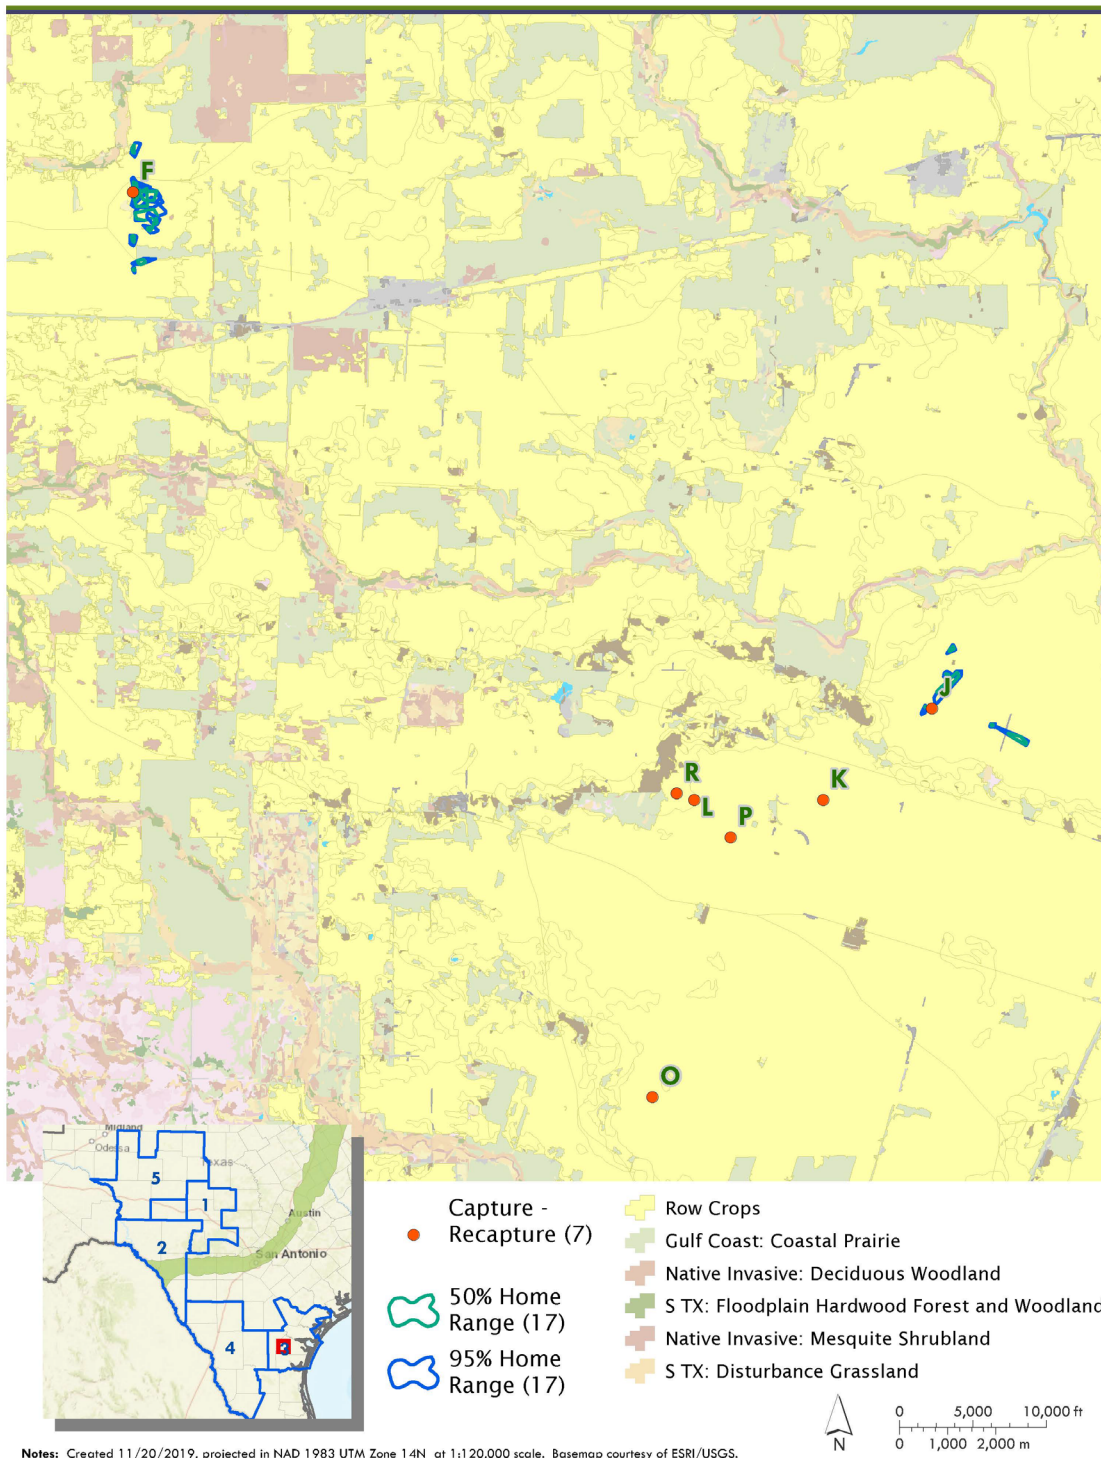 F
J
R
K
L
P
O
Midland
Odessa
Texas
5
1
Austin
2
San Antonio
4
Capture -
Recapture (7)
50% Home
Range (17)
95% Home
Range (17)
Row Crops
Gulf Coast: Coastal Prairie
Native Invasive: Deciduous Woodland
S TX: Floodplain Hardwood Forest and Woodland
Native Invasive: Mesquite Shrubland
S TX: Disturbance Grassland
N
0 5,000 10,000 ft
0 1,000 2,000 m
Notes: Created 11/20/2019, projected in NAD 1983 UTM Zone 14N at 1:120,000 scale. Basemap courtesy of ESRI/USGS.